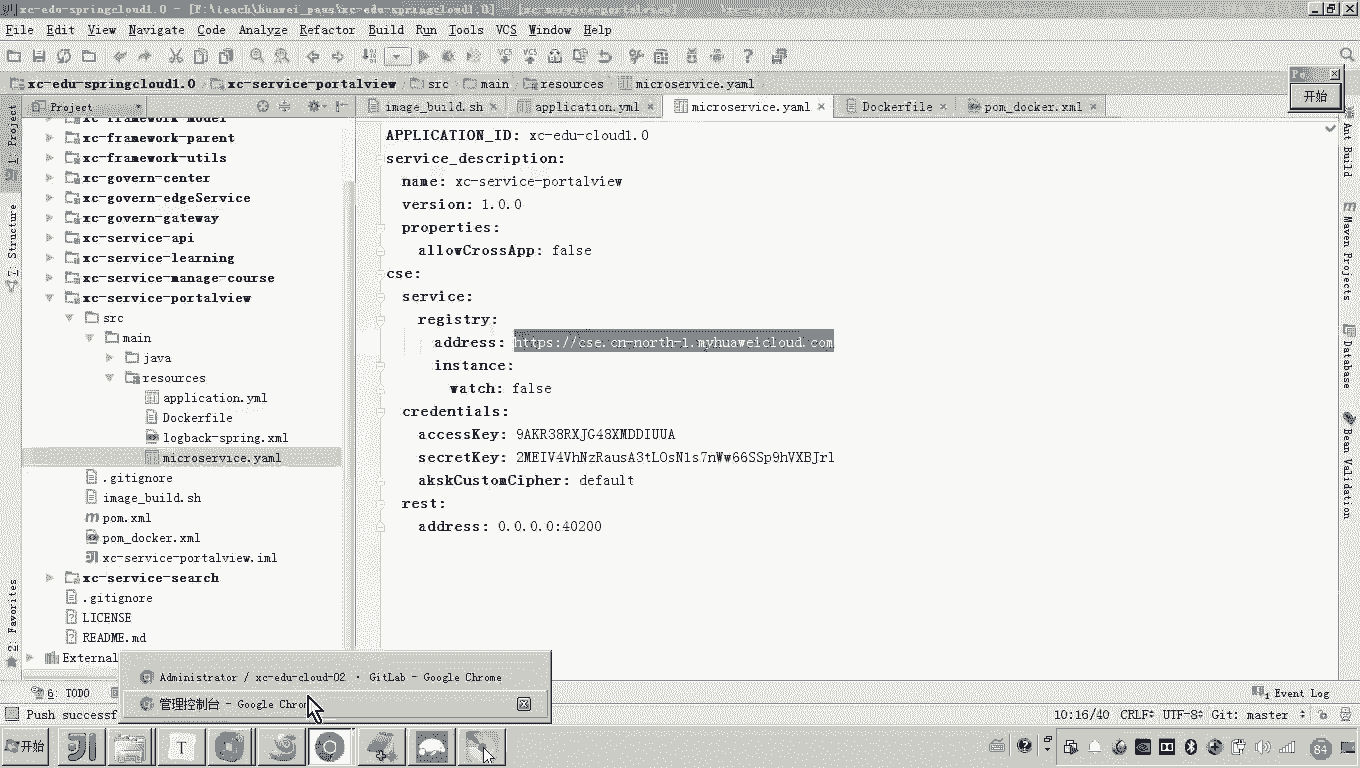 xc-edu-springcloud1.0 - [F:\teach\huawei_paas\xc-edu-springcloud1.0] - [xc-service-portalview]
File Edit View Navigate Code Analyze Refactor Build Run Tools VCS Window Help
xc-edu-springcloud1.0 xc-service-portalview src main resources microservice.yaml
开始
Project
image_build.sh
application.yml
microservice.yaml
Dockerfile
pom_docker.xml
xc-framework-model
xc-framework-parent
xc-framework-utils
xc-govern-center
xc-govern-edgeService
xc-govern-gateway
xc-service-api
xc-service-learning
xc-service-manage-course
xc-service-portalview
src
main
java
resources
application.yml
Dockerfile
logback-spring.xml
microservice.yaml
.gitignore
image_build.sh
pom.xml
pom_docker.xml
xc-service-portalview.iml
xc-service-search
.gitignore
LICENSE
README.md
External
APPLICATION_ID: xc-edu-cloud1.0
service_description:
name: xc-service-portalview
version: 1.0.0
properties:
allowCrossApp: false
cse:
service:
registry:
address: https://cse.cn-north-1.myhuaweicloud.com
instance:
watch: false
credentials:
accessKey: 9AKR38RXJG48XMDDIUUA
secretKey: 2MEIV4VhNzRausA3tLOsN1s7nWw66SSp9hVXBJrl
akskCustomCipher: default
rest:
address: 0.0.0.0:40200
1: Project
7: Structure
2: Favorites
Ant Build
Maven Projects
Database
Bean Validation
Administrator / xc-edu-cloud-02 · GitLab - Google Chrome
管理控制台 - Google Chrom
6: TODO
1 Event Log
Push successf
10:16/40 CRLF UTF-8 Git: master
开始
84